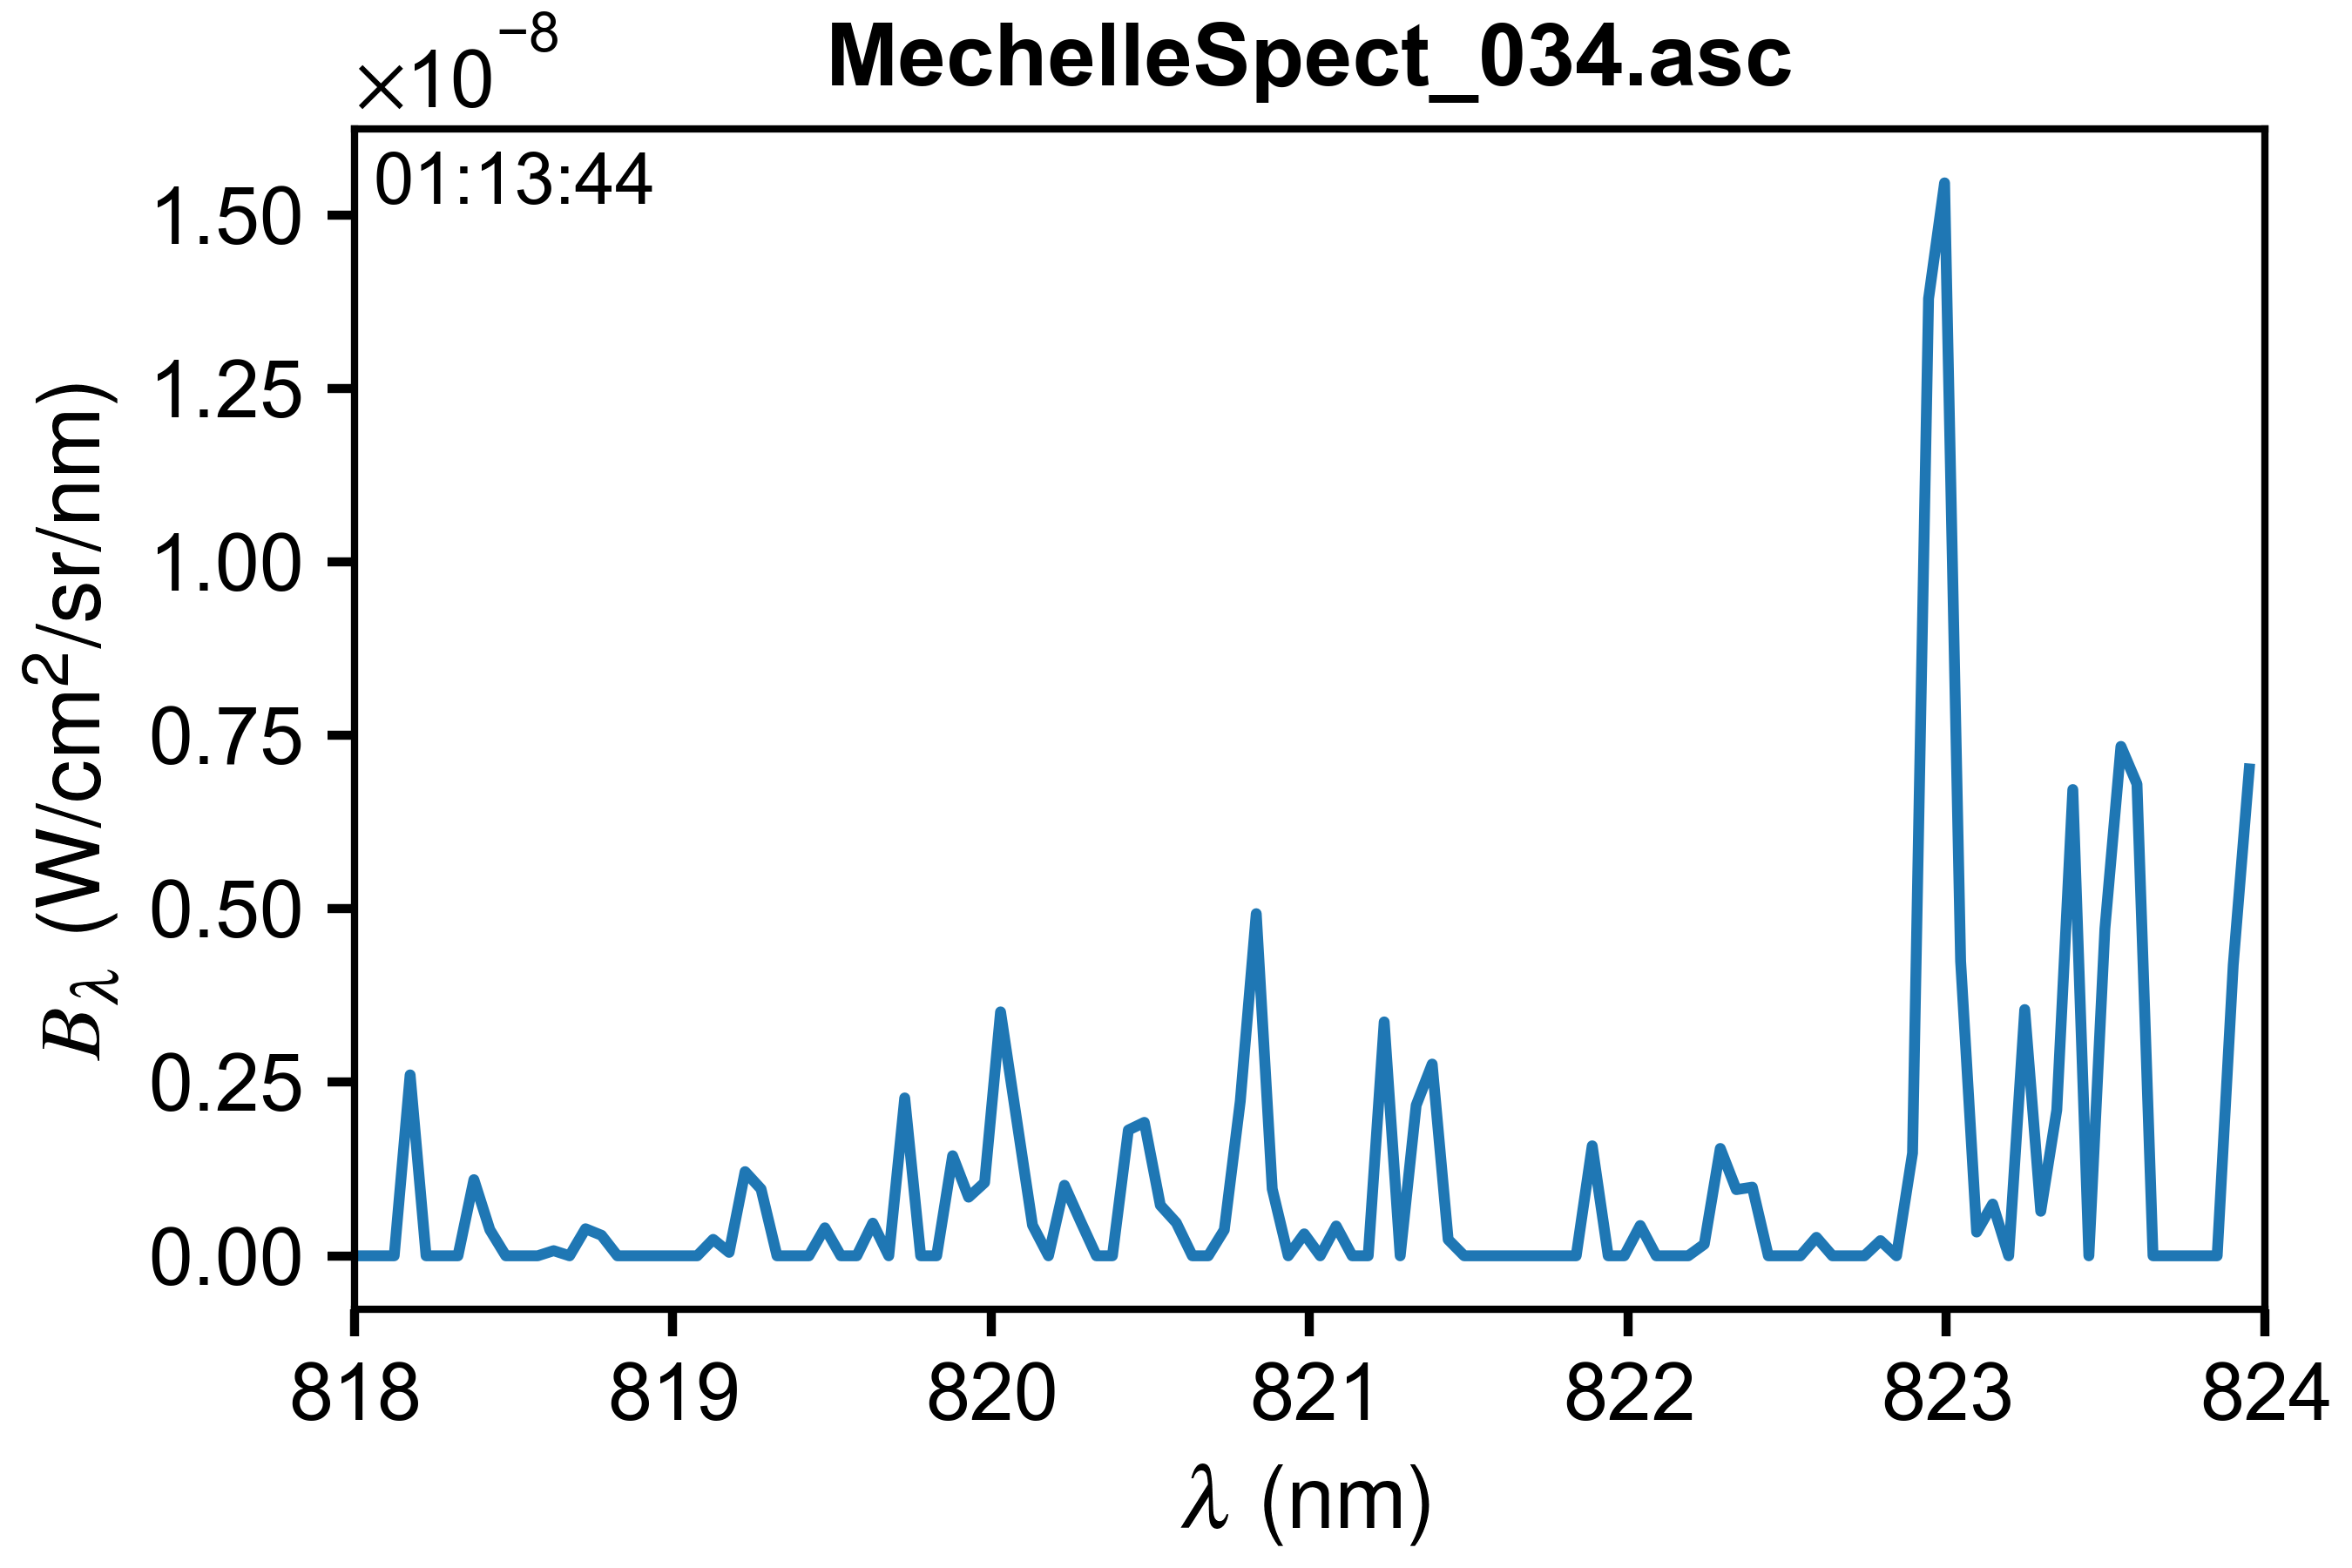 ×10⁻⁸
MechelleSpect_034.asc
01:13:44
1.50
1.25
1.00
0.75
0.50
0.25
0.00
B_λ (W/cm²/sr/nm)
818 819 820 821 822 823 824
λ (nm)